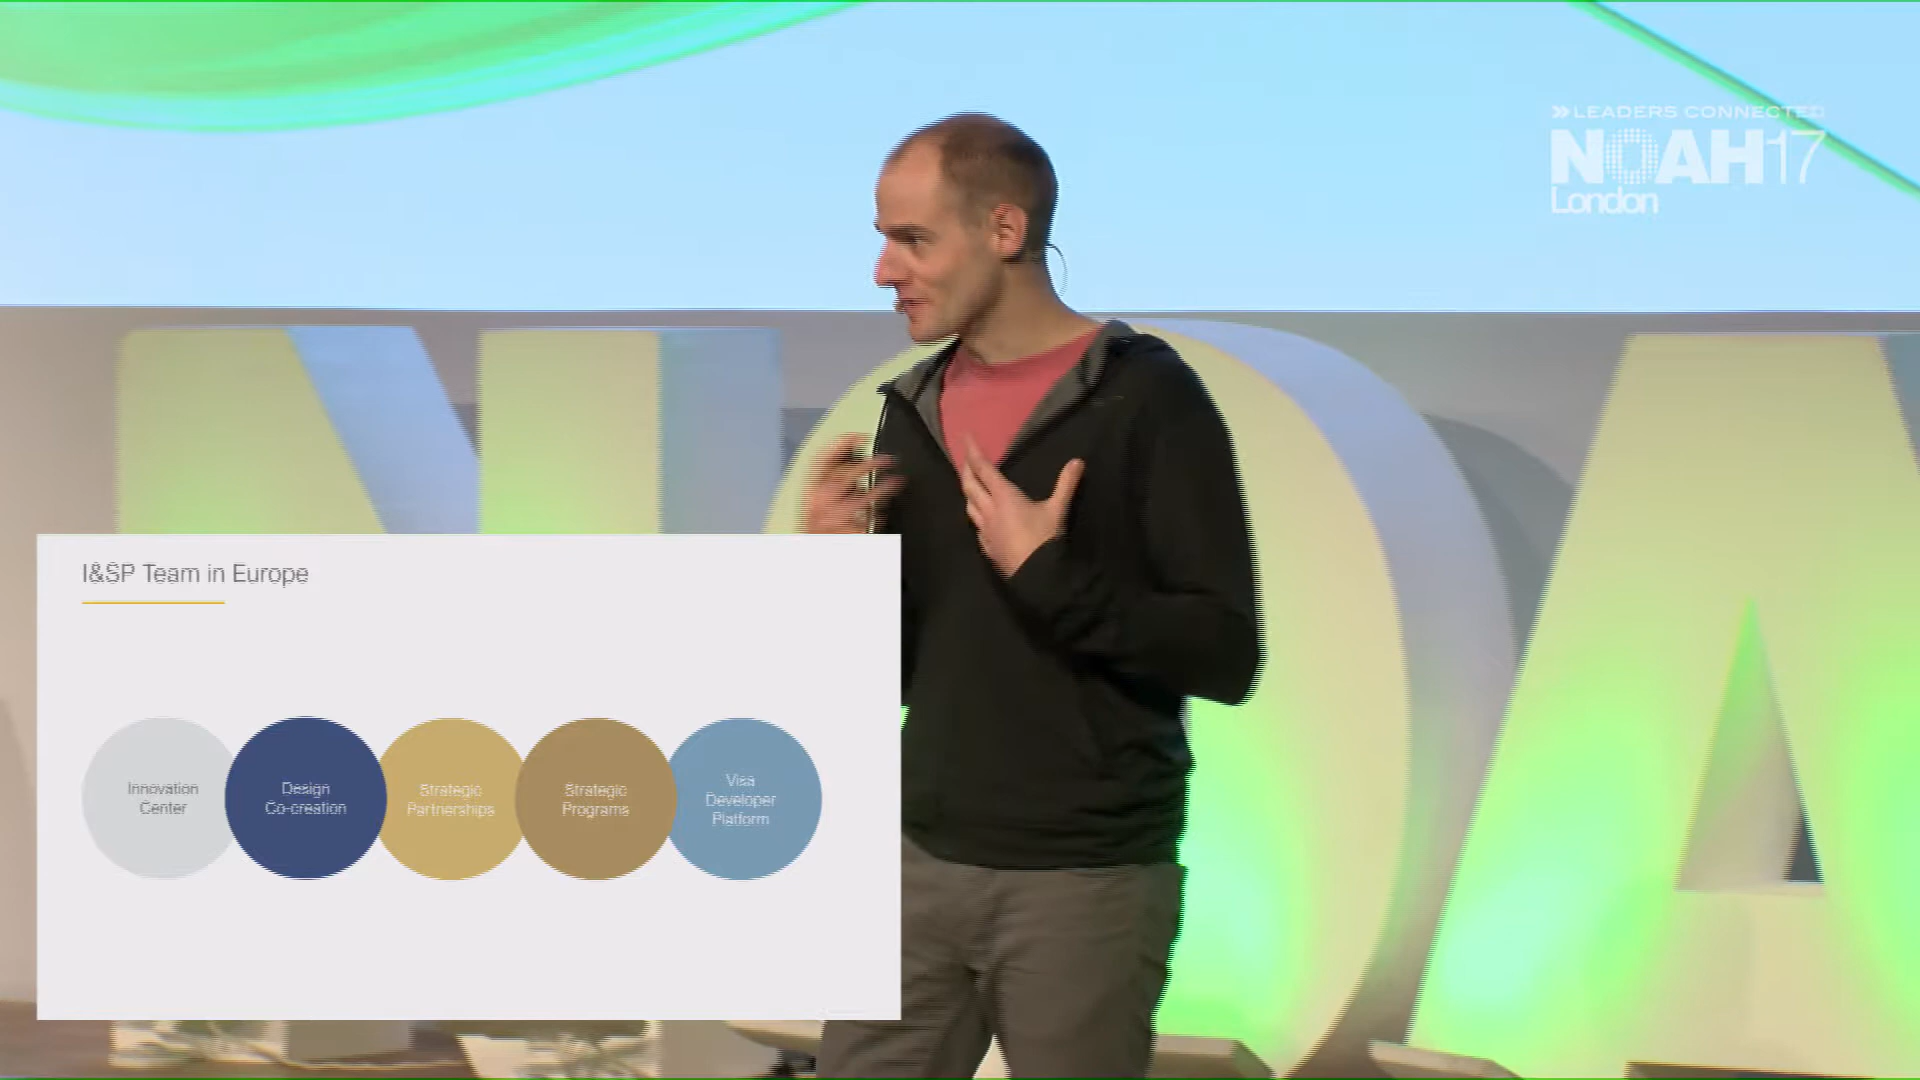 LEADERS CONNECTED
NOAH17
London
NOA
I&SP Team in Europe
Innovation
Center
Design
Co-creation
Strategic
Partnerships
Strategic
Programs
Visa
Developer
Platform